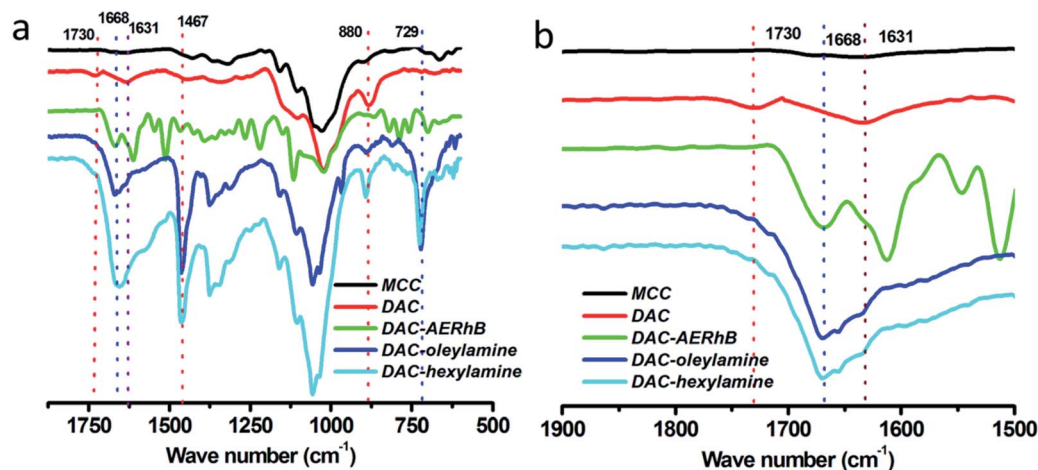 a
1730
1668
1631
1467
880
729
MCC
DAC
DAC-AERhB
DAC-oleylamine
DAC-hexylamine
1750 1500 1250 1000 750 500
Wave number (cm-1)
b
1730
1668
1631
MCC
DAC
DAC-AERhB
DAC-oleylamine
DAC-hexylamine
1900 1800 1700 1600 1500
Wave number (cm-1)